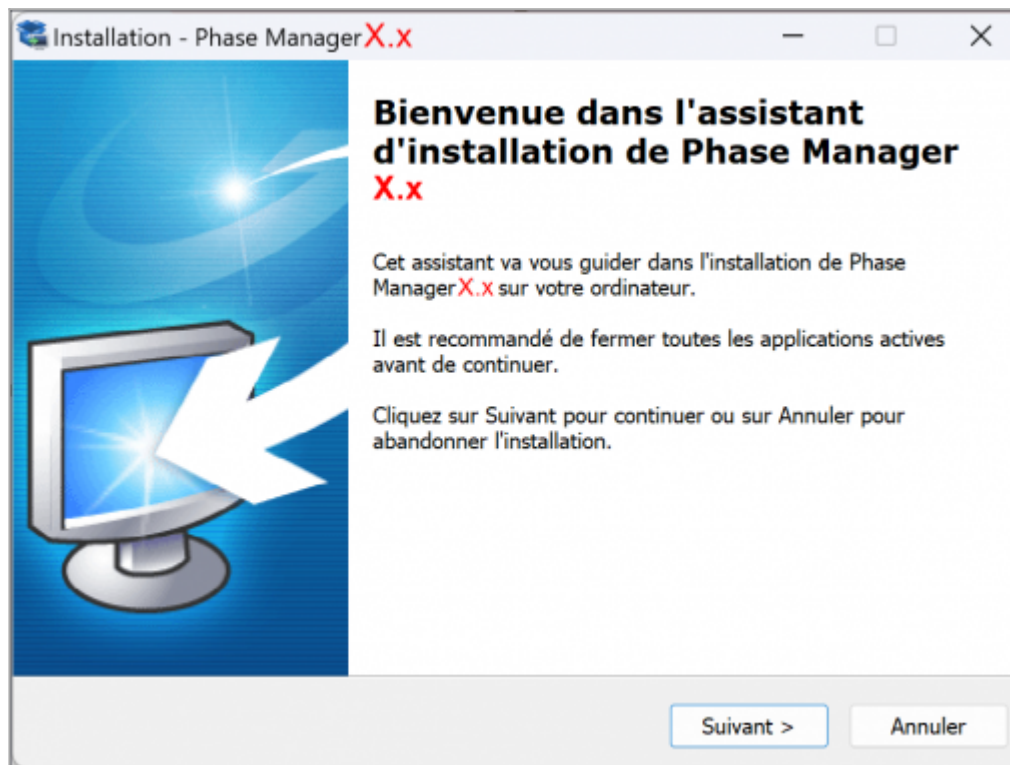 Installation - Phase Manager X.x
Bienvenue dans l'assistant
d'installation de Phase Manager
X.x
Cet assistant va vous guider dans l'installation de Phase
Manager X.x sur votre ordinateur.
Il est recommandé de fermer toutes les applications actives
avant de continuer.
Cliquez sur Suivant pour continuer ou sur Annuler pour
abandonner l'installation.
Suivant > Annuler